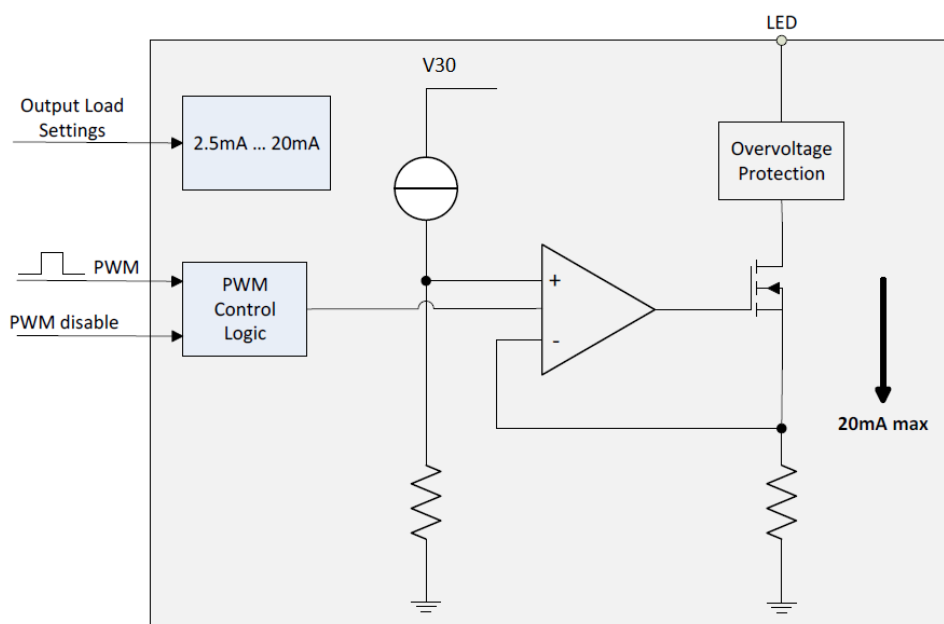 LED
V30
Output Load
Settings
2.5mA ... 20mA
Overvoltage
Protection
PWM
PWM disable
PWM
Control
Logic
+
-
20mA max